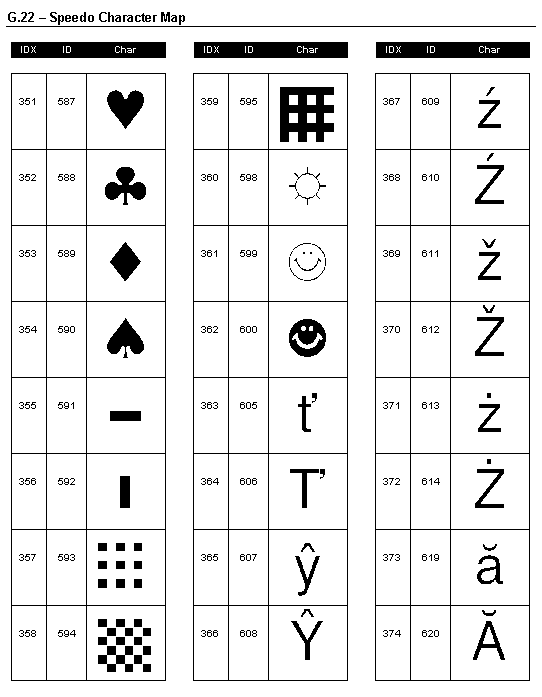 G.22 – Speedo Character Map
IDX ID Char IDX ID Char IDX ID Char
351 587 ♥ 359 595 ▦ 367 609 ź
352 588 ♣ 360 598 ☼ 368 610 Ź
353 589 ♦ 361 599 ☺ 369 611 ž
354 590 ♠ 362 600 ☻ 370 612 Ž
355 591 363 605 ť 371 613 ż
356 592 364 606 Ť 372 614 Ż
357 593 365 607 ŷ 373 619 ă
358 594 366 608 Ŷ 374 620 Ă